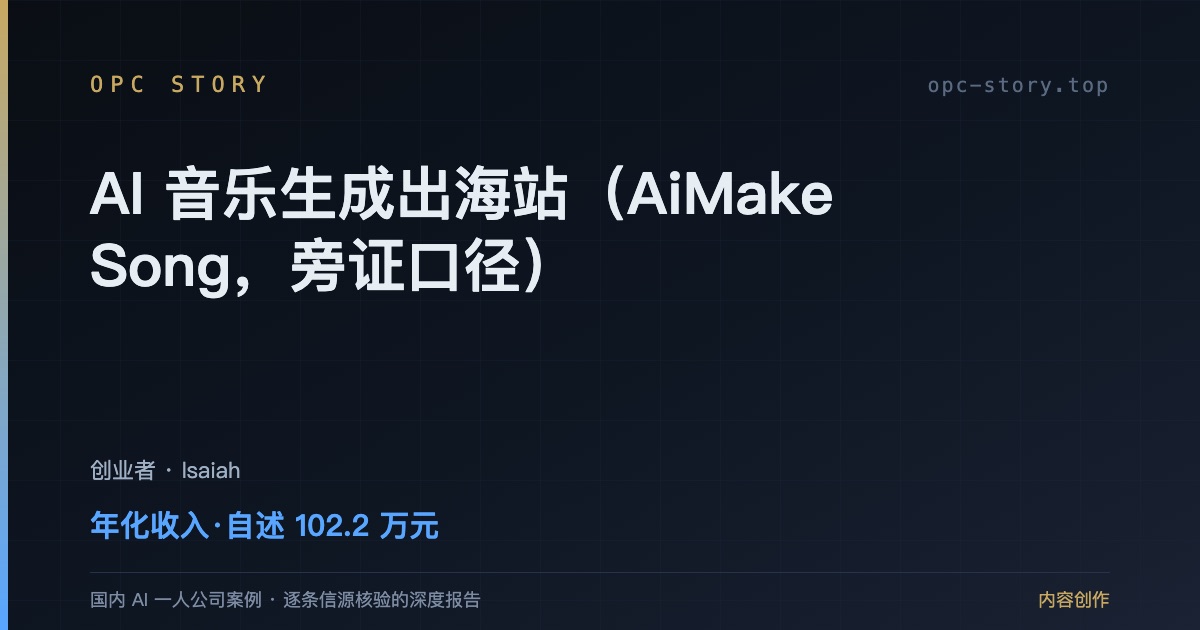 OPC STORY
opc-story.top
AI 音乐生成出海站（AiMake
Song，旁证口径）
创业者 · Isaiah
年化收入·自述 102.2 万元
国内 AI 一人公司案例 · 逐条信源核验的深度报告
内容创作